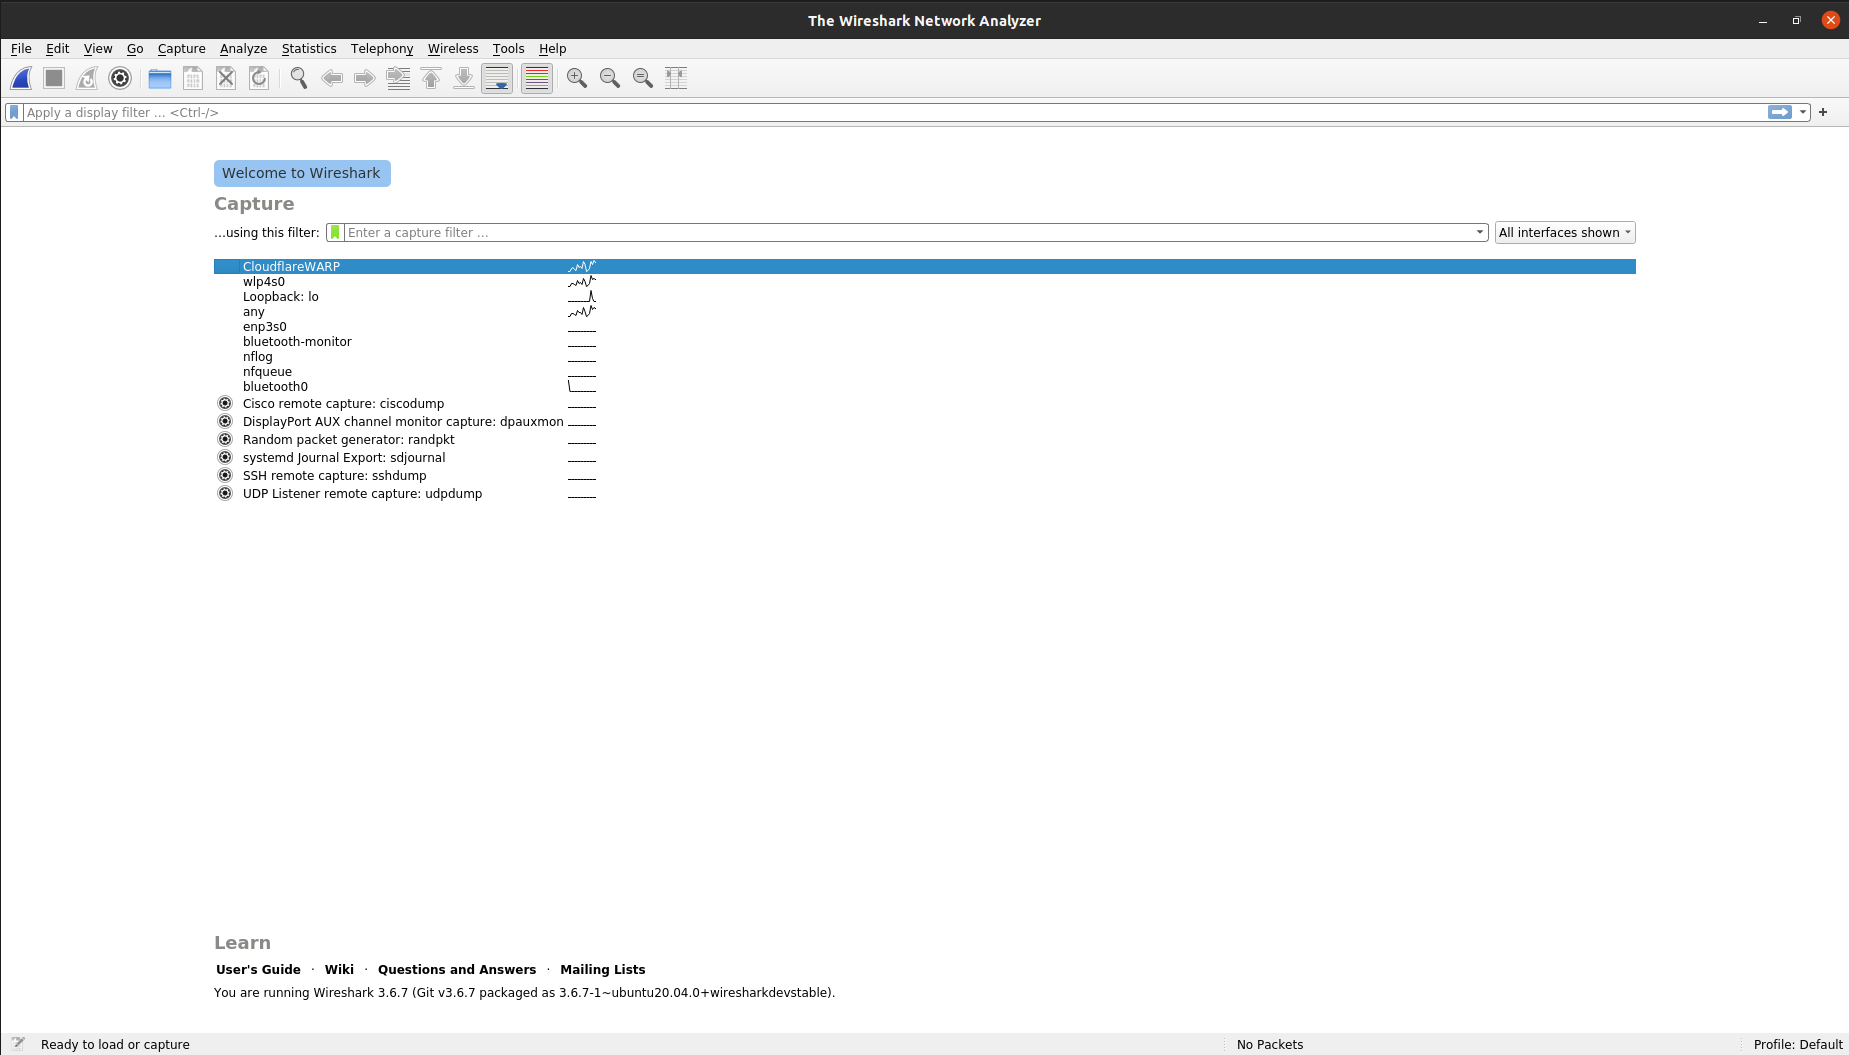 The Wireshark Network Analyzer
File Edit View Go Capture Analyze Statistics Telephony Wireless Tools Help
Apply a display filter … <Ctrl-/>
Welcome to Wireshark
Capture
…using this filter: Enter a capture filter … All interfaces shown
CloudflareWARP
wlp4s0
Loopback: lo
any
enp3s0
bluetooth-monitor
nflog
nfqueue
bluetooth0
Cisco remote capture: ciscodump
DisplayPort AUX channel monitor capture: dpauxmon
Random packet generator: randpkt
systemd Journal Export: sdjournal
SSH remote capture: sshdump
UDP Listener remote capture: udpdump
Learn
User's Guide · Wiki · Questions and Answers · Mailing Lists
You are running Wireshark 3.6.7 (Git v3.6.7 packaged as 3.6.7-1~ubuntu20.04.0+wiresharkdevstable).
Ready to load or capture No Packets Profile: Default